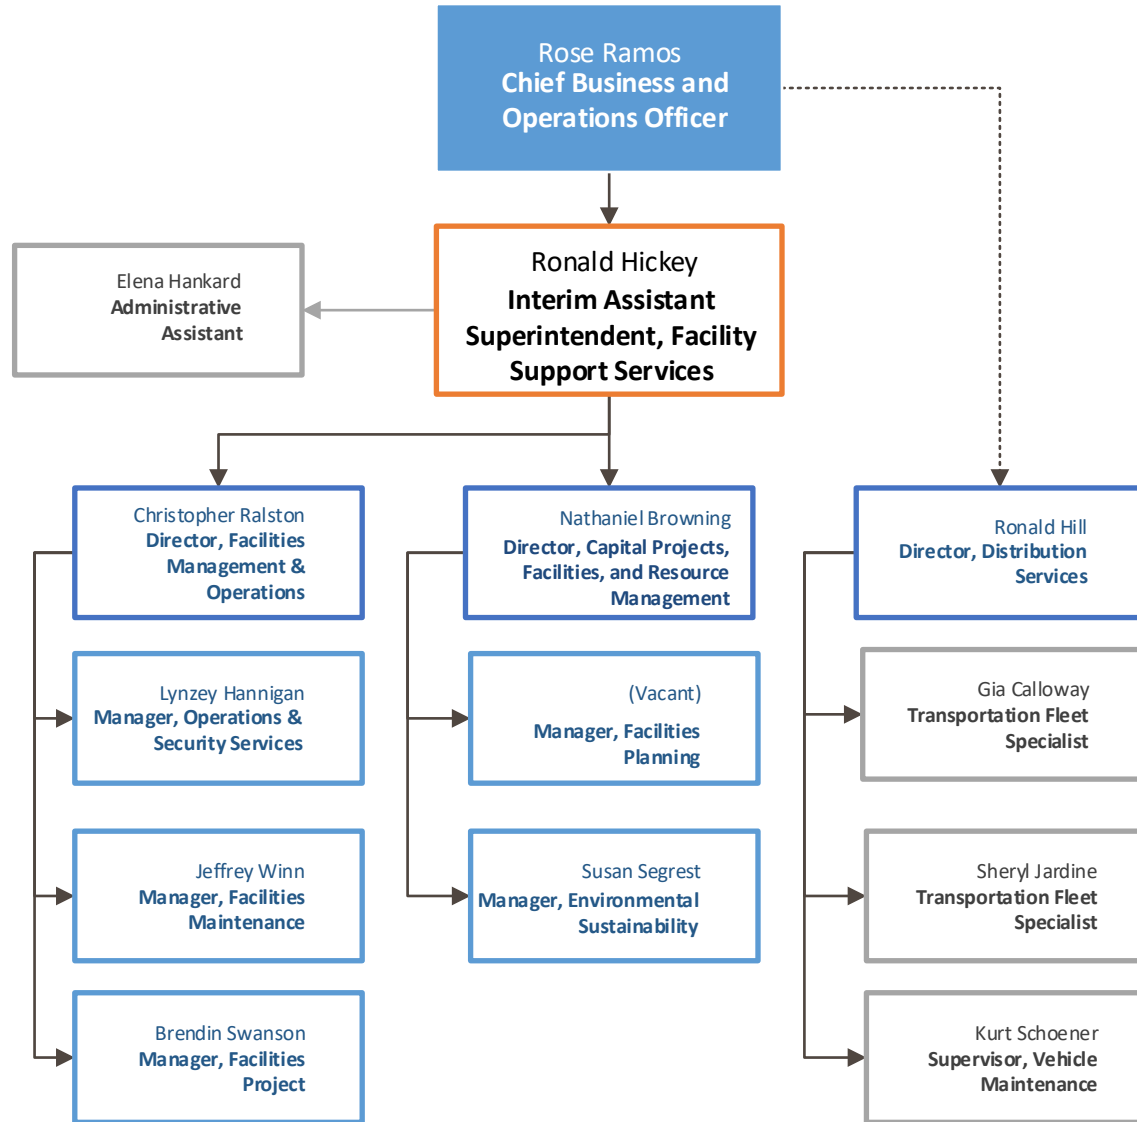 Rose Ramos
Chief Business and
Operations Officer
Ronald Hickey
Interim Assistant
Superintendent, Facility
Support Services
Elena Hankard
Administrative
Assistant
Christopher Ralston
Director, Facilities
Management &
Operations
Nathaniel Browning
Director, Capital Projects,
Facilities, and Resource
Management
Ronald Hill
Director, Distribution
Services
Lynzey Hannigan
Manager, Operations &
Security Services
(Vacant)
Manager, Facilities
Planning
Gia Calloway
Transportation Fleet
Specialist
Jeffrey Winn
Manager, Facilities
Maintenance
Susan Segrest
Manager, Environmental
Sustainability
Sheryl Jardine
Transportation Fleet
Specialist
Brendin Swanson
Manager, Facilities
Project
Kurt Schoener
Supervisor, Vehicle
Maintenance